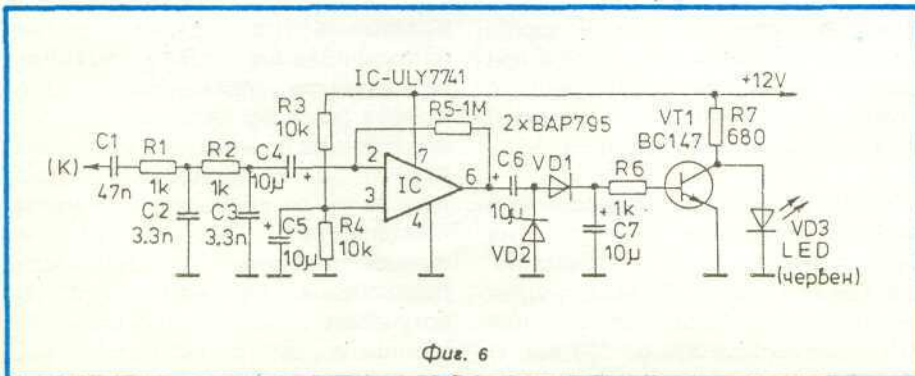 IC-ULY7741
+12V
R3
10k
R5-1M
2xBAP795
VT1
BC147
R7
680
(K)
C1
47n
R1
1k
R2
1k
C4
10µ
+
2
7
IC
3
4
6
C6
+
10µ
VD1
R6
1k
C2
3.3n
C3
3.3n
C5
+
10µ
R4
10k
VD2
+
C7
10µ
VD3
LED
(червен)
Фиг. 6